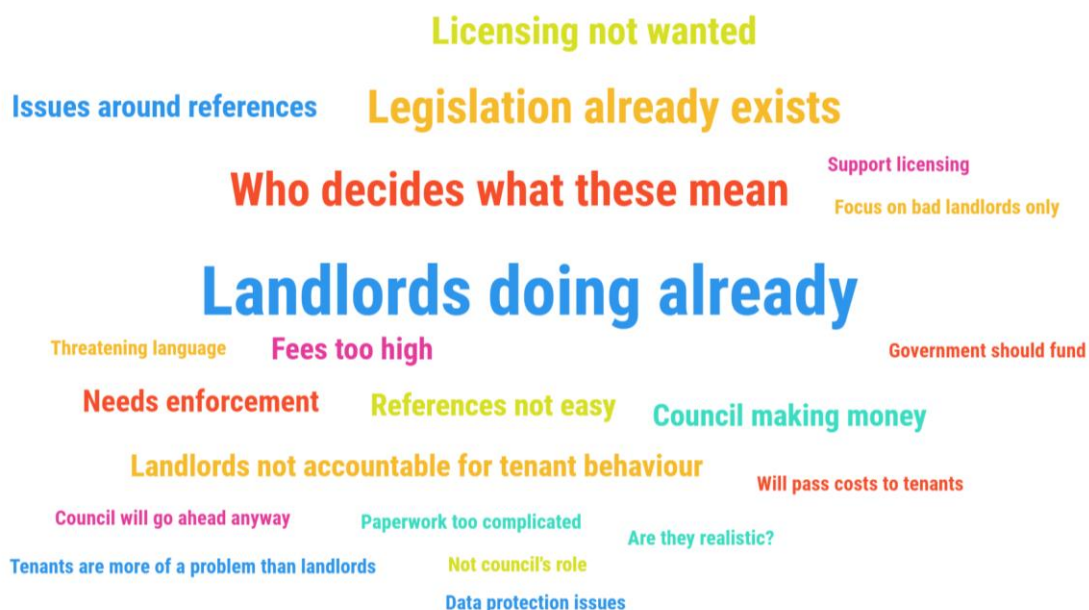 Licensing not wanted
Issues around references
Legislation already exists
Support licensing
Who decides what these mean
Focus on bad landlords only
Landlords doing already
Threatening language
Fees too high
Government should fund
Needs enforcement
References not easy
Council making money
Landlords not accountable for tenant behaviour
Will pass costs to tenants
Council will go ahead anyway
Paperwork too complicated
Are they realistic?
Tenants are more of a problem than landlords
Not council's role
Data protection issues